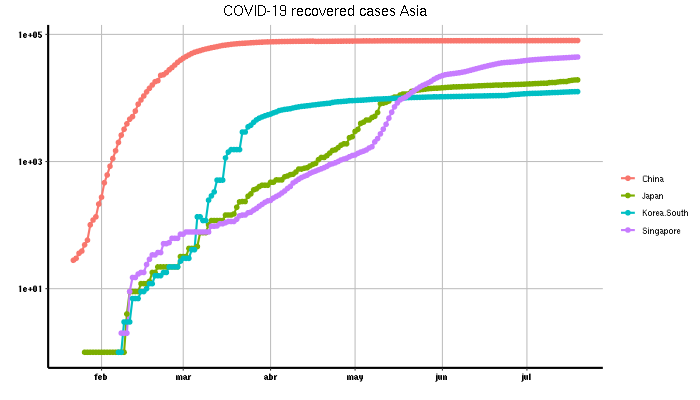 COVID-19 recovered cases Asia
1e+05
1e+03
1e+01
feb mar abr may jun jul
China
Japan
Korea.South
Singapore